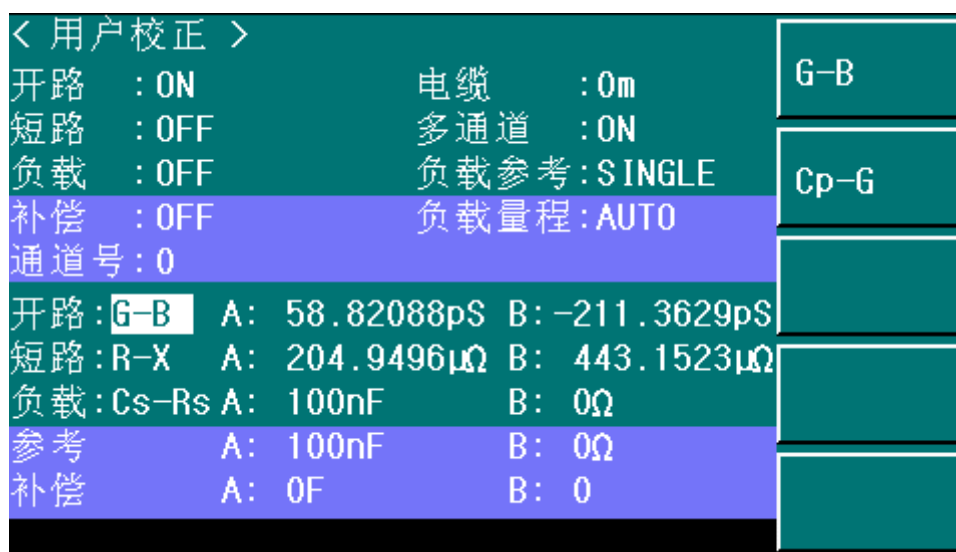 < 用户校正 >
开路 :ON 电缆 :0m
短路 :OFF 多通道 :ON
负载 :OFF 负载参考:SINGLE
补偿 :OFF 负载量程:AUTO
通道号:0
开路:G-B A: 58.82088pS B:-211.3629pS
短路:R-X A: 204.9496μΩ B: 443.1523μΩ
负载:Cs-Rs A: 100nF B: 0Ω
参考 A: 100nF B: 0Ω
补偿 A: 0F B: 0
G-B
Cp-G